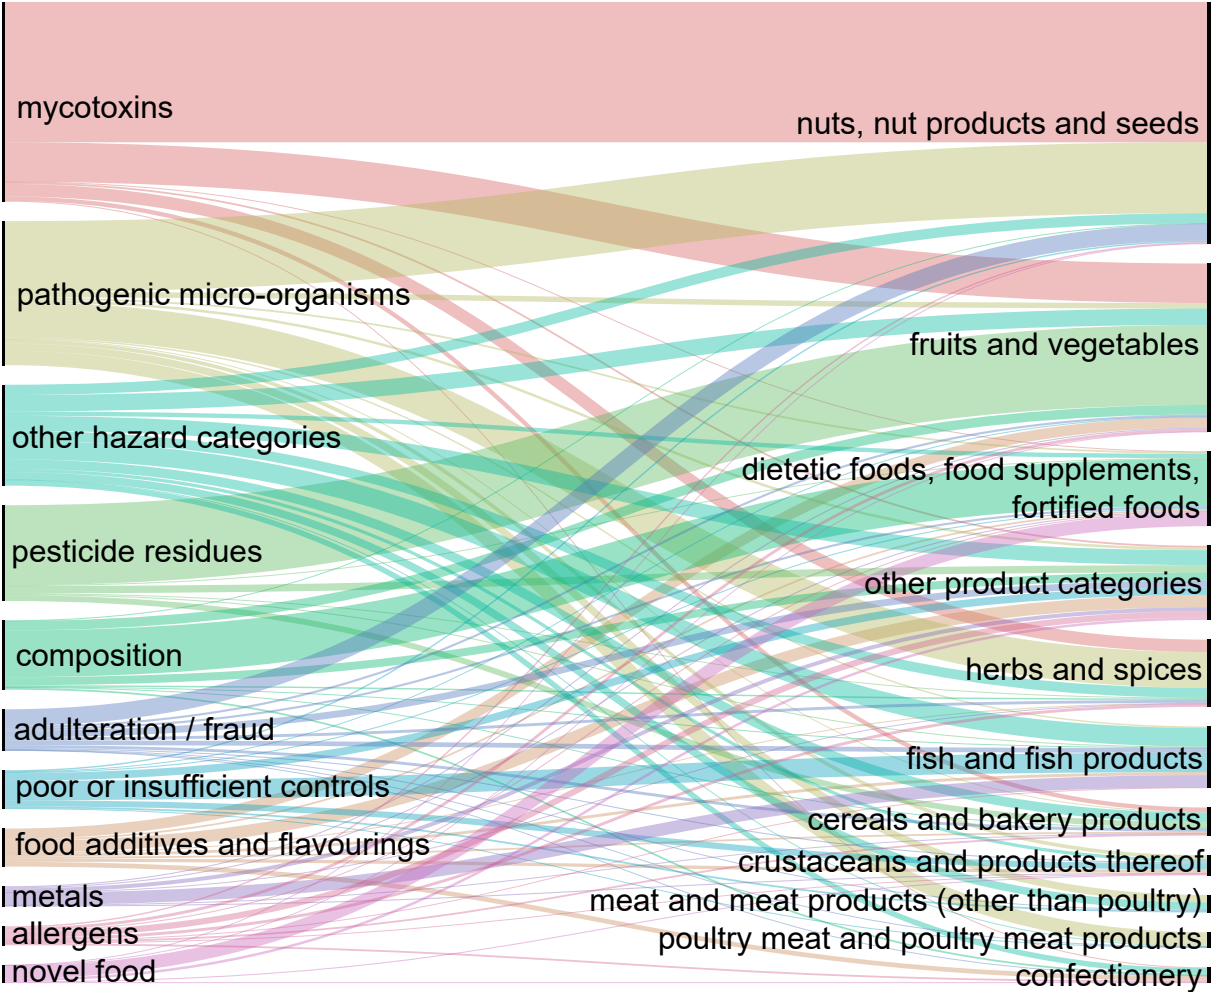 mycotoxins
pathogenic micro-organisms
other hazard categories
pesticide residues
composition
adulteration / fraud
poor or insufficient controls
food additives and flavourings
metals
allergens
novel food
nuts, nut products and seeds
fruits and vegetables
dietetic foods, food supplements,
fortified foods
other product categories
herbs and spices
fish and fish products
cereals and bakery products
crustaceans and products thereof
meat and meat products (other than poultry)
poultry meat and poultry meat products
confectionery